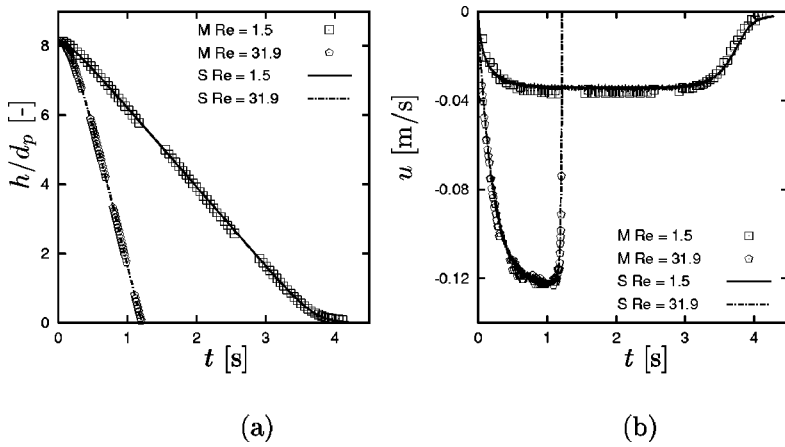 M Re = 1.5
M Re = 31.9
S Re = 1.5
S Re = 31.9
8
6
4
2
0
h/d_p [-]
0 1 2 3 4
t [s]
(a)
0
-0.04
-0.08
-0.12
u [m/s]
M Re = 1.5
M Re = 31.9
S Re = 1.5
S Re = 31.9
0 1 2 3 4
t [s]
(b)